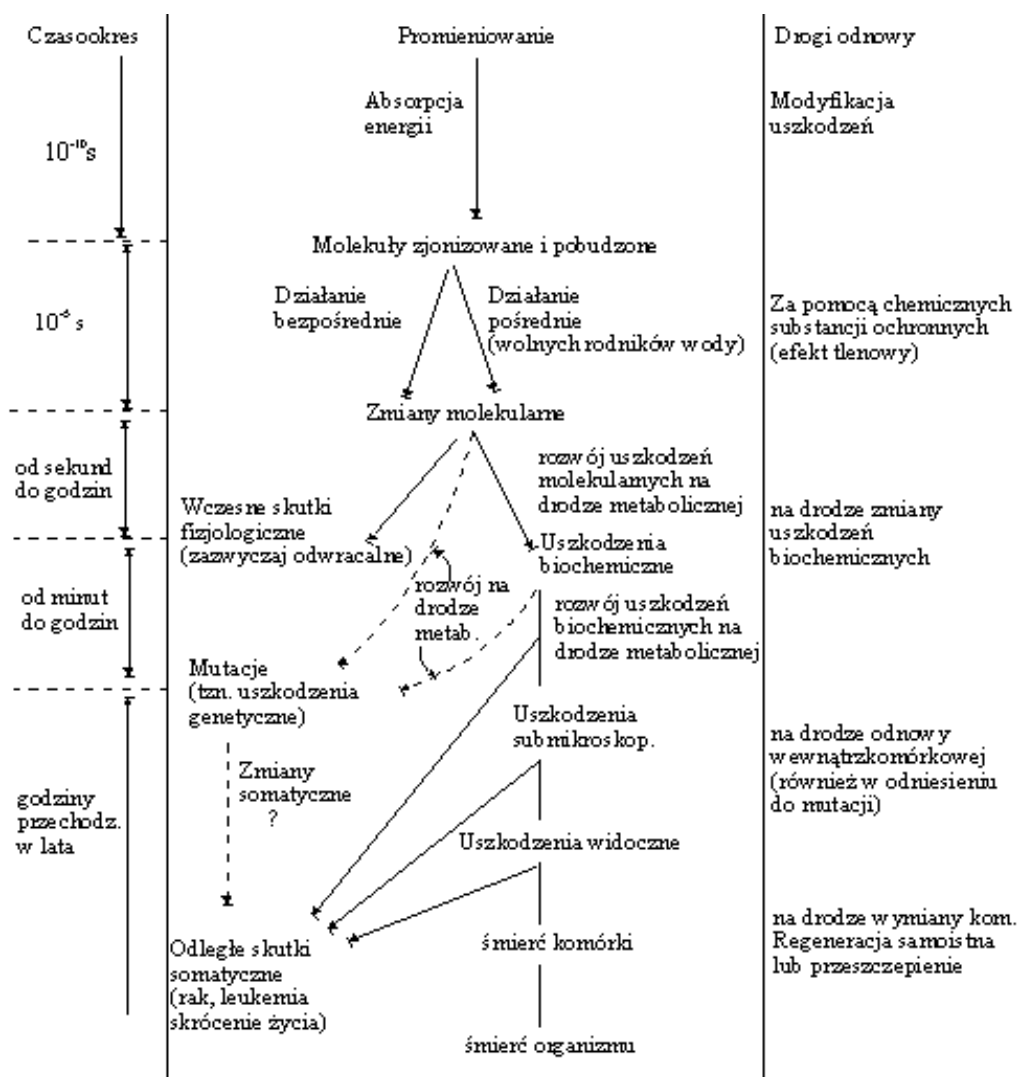 Czasookres
Promieniowanie
Drogi odnowy
Absorpcja
energii
Modyfikacja
uszkodzeń
10⁻¹⁰s
Molekuły zjonizowane i pobudzone
Działanie
bezpośrednie
Działanie
pośrednie
(wolnych rodników wody)
Za pomocą chemicznych
substancji ochronnych
(efekt tlenowy)
10⁻⁶ s
Zmiany molekularne
od sekund
do godzin
rozwój uszkodzeń
molekularnych na
drodze metabolicznej
Wczesne skutki
fizjologiczne
(zazwyczaj odwracalne)
na drodze zmiany
uszkodzeń
biochemicznych
Uszkodzenia
biochemiczne
od minut
do godzin
rozwój na
drodze
metab.
rozwój uszkodzeń
biochemicznych na
drodze metabolicznej
Mutacje
(tzn. uszkodzenia
genetyczne)
Uszkodzenia
submikroskop.
na drodze odnowy
wewnątrzkomórkowej
(również w odniesieniu
do mutacji)
Zmiany
somatyczne
?
godziny
przechodz.
w lata
Uszkodzenia widoczne
Odległe skutki
somatyczne
(rak, leukemia
skrócenie życia)
śmierć komórki
na drodze wymiany kom.
Regeneracja samoistna
lub przeszczepienie
śmierć organizmu